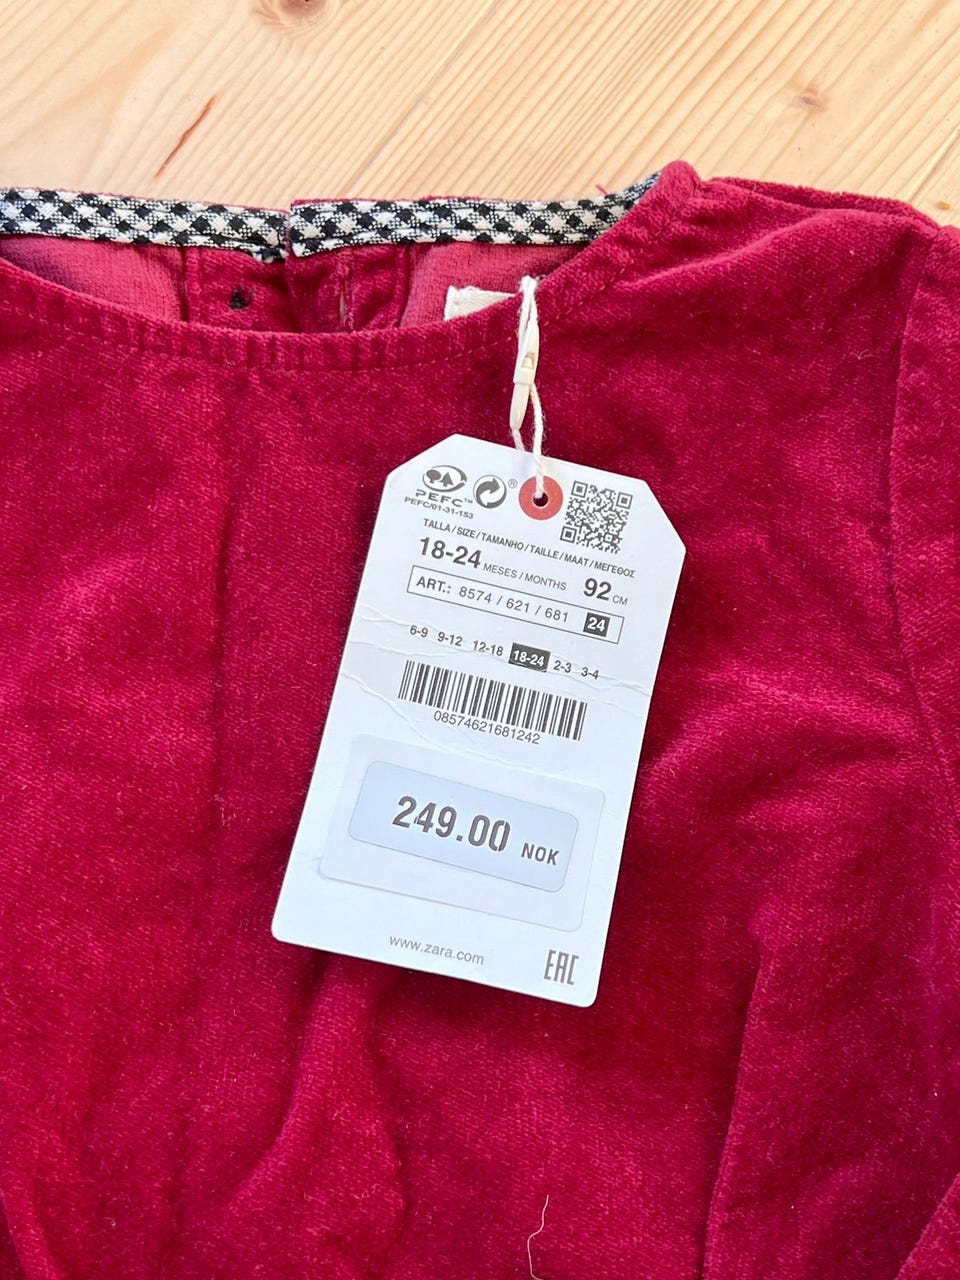 PEFC™
PEFC/01-31-153
®
TALLA / SIZE / TAMANHO / TAILLE / MAAT / ΜΕΓΕΘΟΣ
18-24 MESES / MONTHS 92 CM
ART.: 8574 / 621 / 681 24
6-9 9-12 12-18 18-24 2-3 3-4
08574621681242
249.00 NOK
www.zara.com
EAC